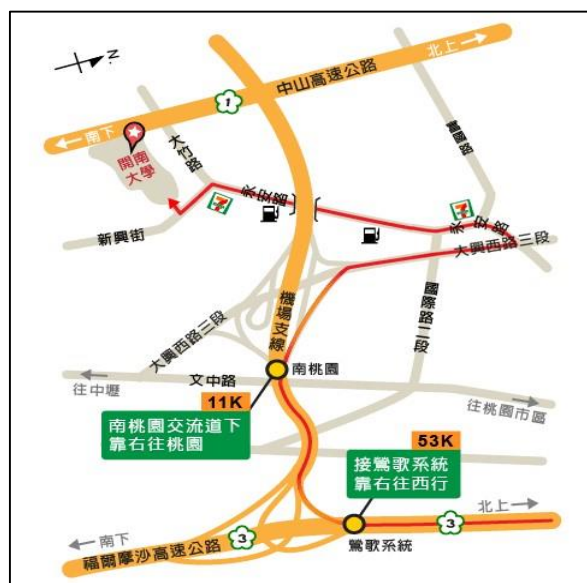 N
北上
中山高速公路
1
南下
開南
大學
大竹路
富國路
永安路
7
永安路
7
新興街
大興西路三段
機場支線
國際路二段
大興西路三段
南桃園
文中路
往中壢
往桃園市區
11K
南桃園交流道下
靠右往桃園
53K
接鶯歌系統
靠右往西行
北上
3
南下
3
福爾摩沙高速公路
鶯歌系統